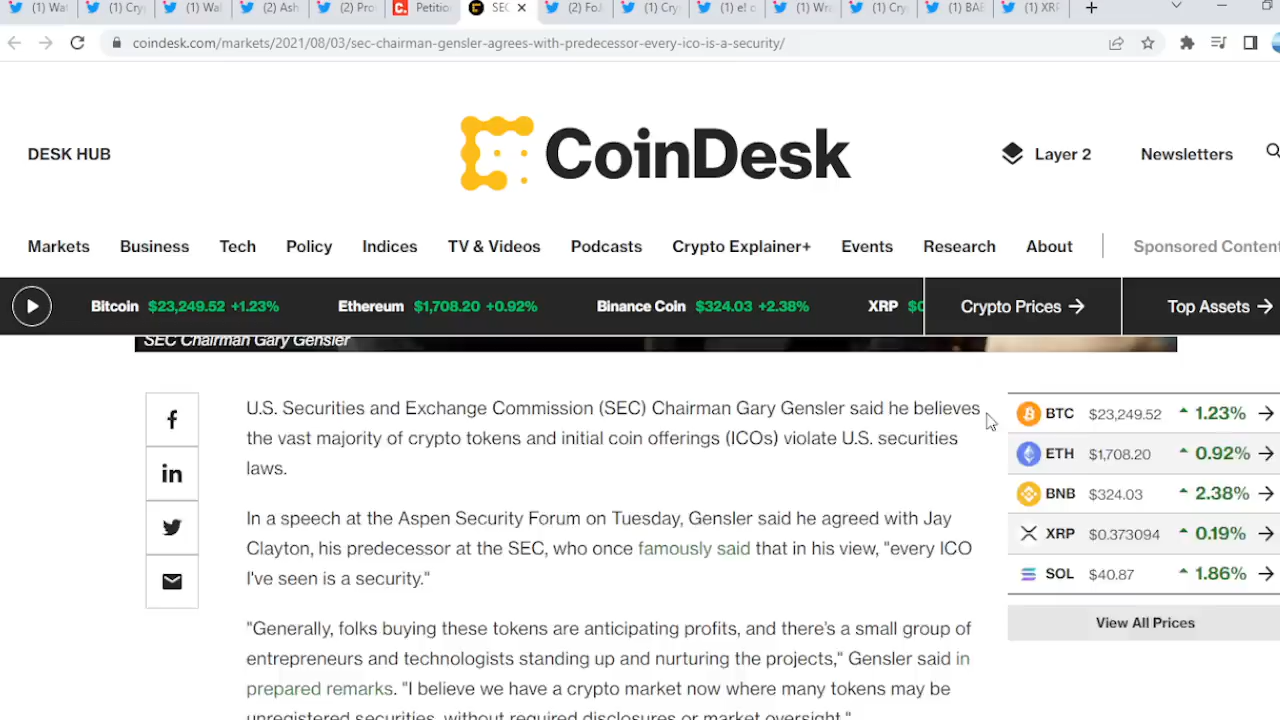 (1) Wal (1) Cry (1) Wal (2) Ash (2) Pro Petition SEC (2) FoJ (1) Cry (1) e! o (1) Wra (1) Cry (1) BAB (1) XRP
coindesk.com/markets/2021/08/03/sec-chairman-gensler-agrees-with-predecessor-every-ico-is-a-security/
DESK HUB
CoinDesk
Layer 2
Newsletters
Markets Business Tech Policy Indices TV & Videos Podcasts Crypto Explainer+ Events Research About Sponsored Content
Bitcoin $23,249.52 +1.23% Ethereum $1,708.20 +0.92% Binance Coin $324.03 +2.38% XRP $0 Crypto Prices → Top Assets →
SEC Chairman Gary Gensler
U.S. Securities and Exchange Commission (SEC) Chairman Gary Gensler said he believes
the vast majority of crypto tokens and initial coin offerings (ICOs) violate U.S. securities
laws.
In a speech at the Aspen Security Forum on Tuesday, Gensler said he agreed with Jay
Clayton, his predecessor at the SEC, who once famously said that in his view, "every ICO
I've seen is a security."
"Generally, folks buying these tokens are anticipating profits, and there's a small group of
entrepreneurs and technologists standing up and nurturing the projects," Gensler said in
prepared remarks. "I believe we have a crypto market now where many tokens may be
unregistered securities, without required disclosures or market oversight."
BTC $23,249.52 1.23% →
ETH $1,708.20 0.92% →
BNB $324.03 2.38% →
XRP $0.373094 0.19% →
SOL $40.87 1.86% →
View All Prices